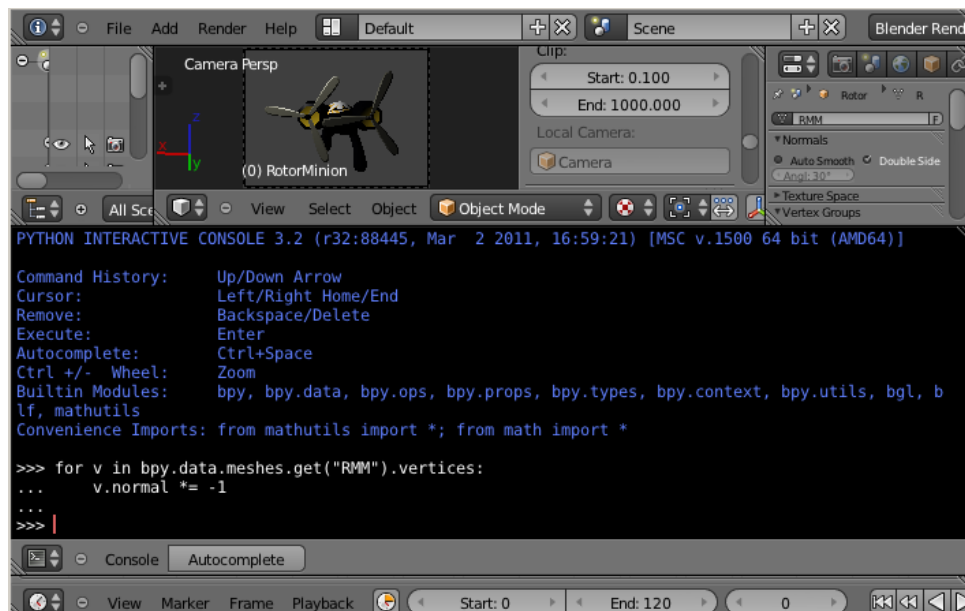 File Add Render Help Default Scene Blender Rend
Camera Persp
z
x
y
(0) RotorMinion
Clip:
Start: 0.100
End: 1000.000
Local Camera:
Camera
Rotor R
RMM F
Normals
Auto Smooth Double Side
Angl: 30°
Texture Space
Vertex Groups
All Sce View Select Object Object Mode
PYTHON INTERACTIVE CONSOLE 3.2 (r32:88445, Mar  2 2011, 16:59:21) [MSC v.1500 64 bit (AMD64)]
Command History:     Up/Down Arrow
Cursor:              Left/Right Home/End
Remove:              Backspace/Delete
Execute:             Enter
Autocomplete:        Ctrl+Space
Ctrl +/-  Wheel:     Zoom
Builtin Modules:     bpy, bpy.data, bpy.ops, bpy.props, bpy.types, bpy.context, bpy.utils, bgl, b
lf, mathutils
Convenience Imports: from mathutils import *; from math import *
>>> for v in bpy.data.meshes.get("RMM").vertices:
...     v.normal *= -1
...
>>>
Console Autocomplete
View Marker Frame Playback Start: 0 End: 120 0